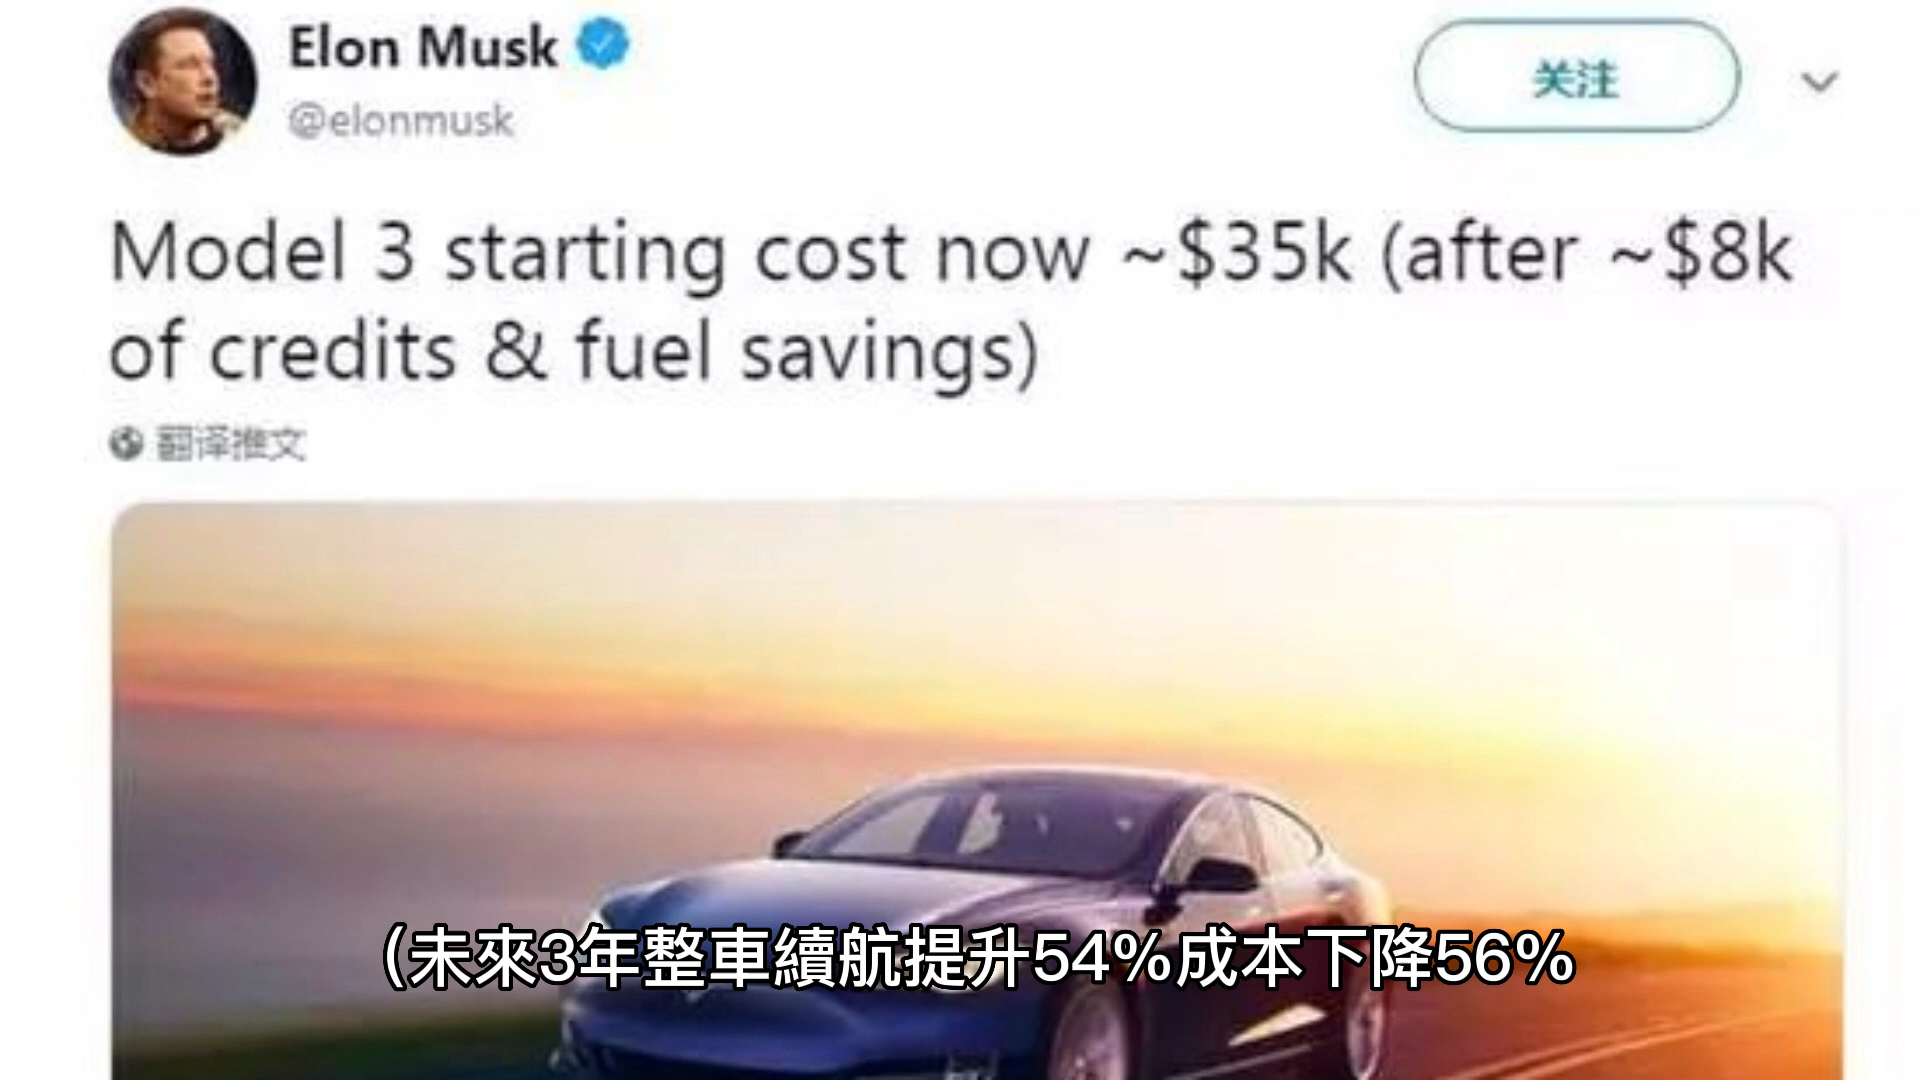 Elon Musk
@elonmusk
关注
Model 3 starting cost now ~$35k (after ~$8k
of credits & fuel savings)
翻译推文
(未來3年整車續航提升54%成本下降56%